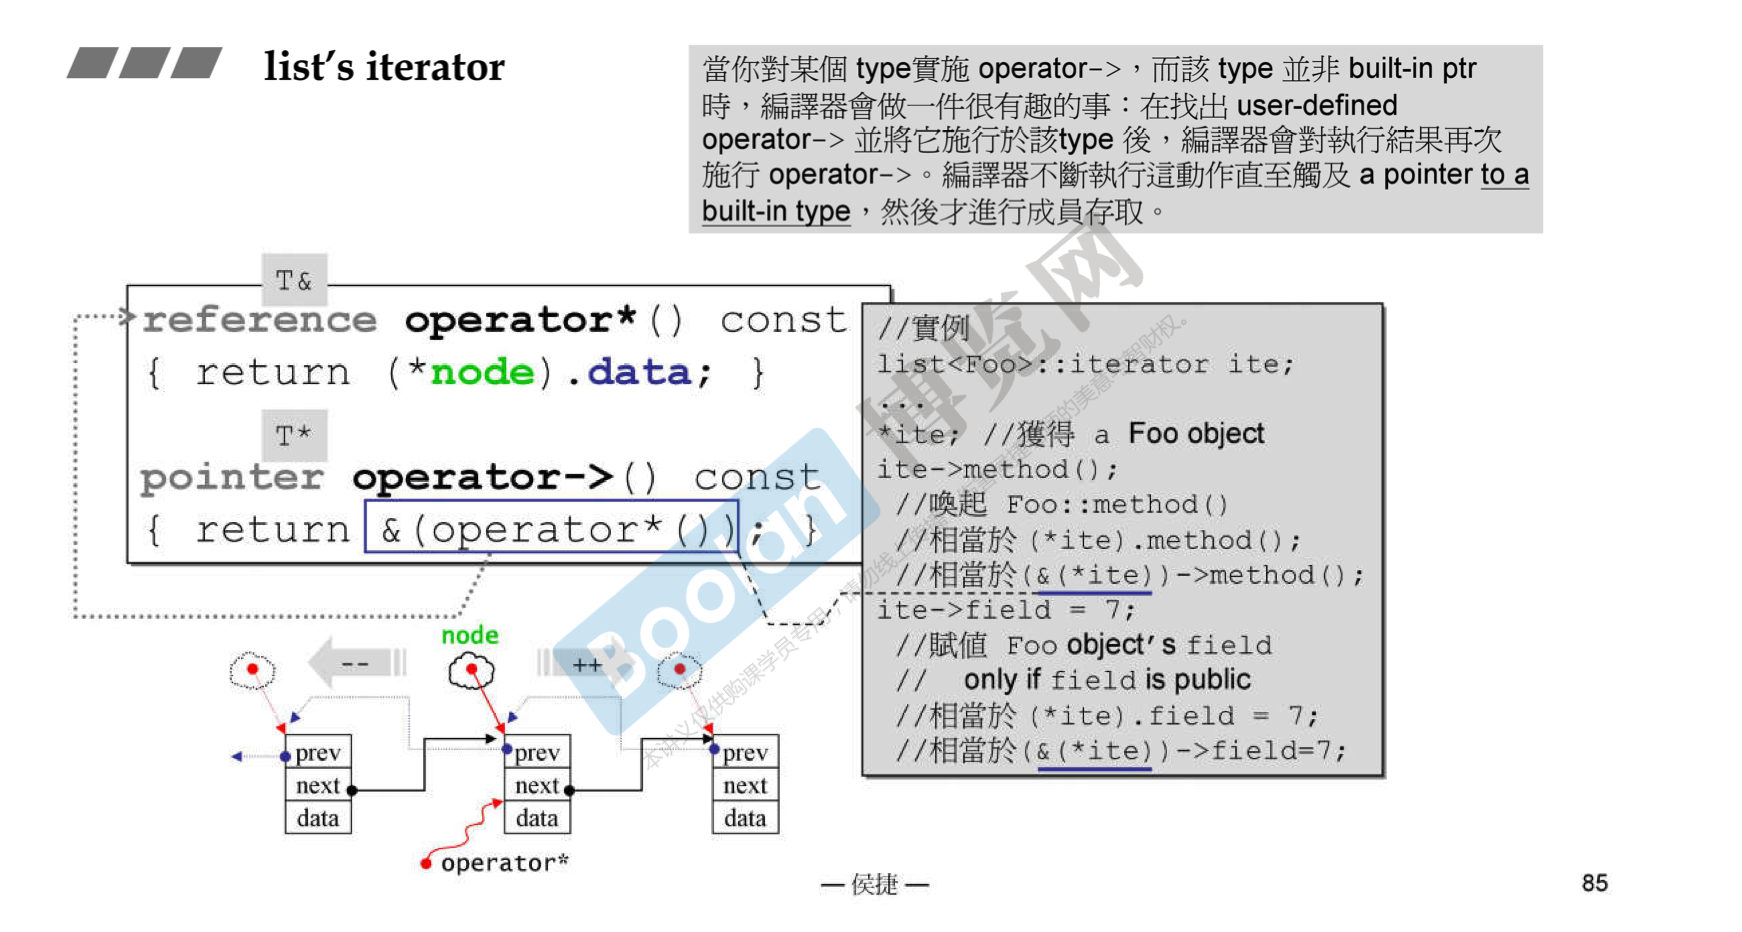 list's iterator
當你對某個 type實施 operator->，而該 type 並非 built-in ptr
時，編譯器會做一件很有趣的事：在找出 user-defined
operator-> 並將它施行於該type 後，編譯器會對執行結果再次
施行 operator->。編譯器不斷執行這動作直至觸及 a pointer to a
built-in type，然後才進行成員存取。
T&
reference operator*() const
{ return (*node).data; }
T*
pointer operator->() const
{ return &(operator*()); }
//實例
list<Foo>::iterator ite;
...
*ite; //獲得 a Foo object
ite->method();
//喚起 Foo::method()
//相當於 (*ite).method();
//相當於(&(*ite))->method();
ite->field = 7;
//賦值 Foo object's field
// only if field is public
//相當於 (*ite).field = 7;
//相當於(&(*ite))->field=7;
node
--
++
prev
next
data
prev
next
data
prev
next
data
operator*
Boolan
博览网
— 侯捷 —
85